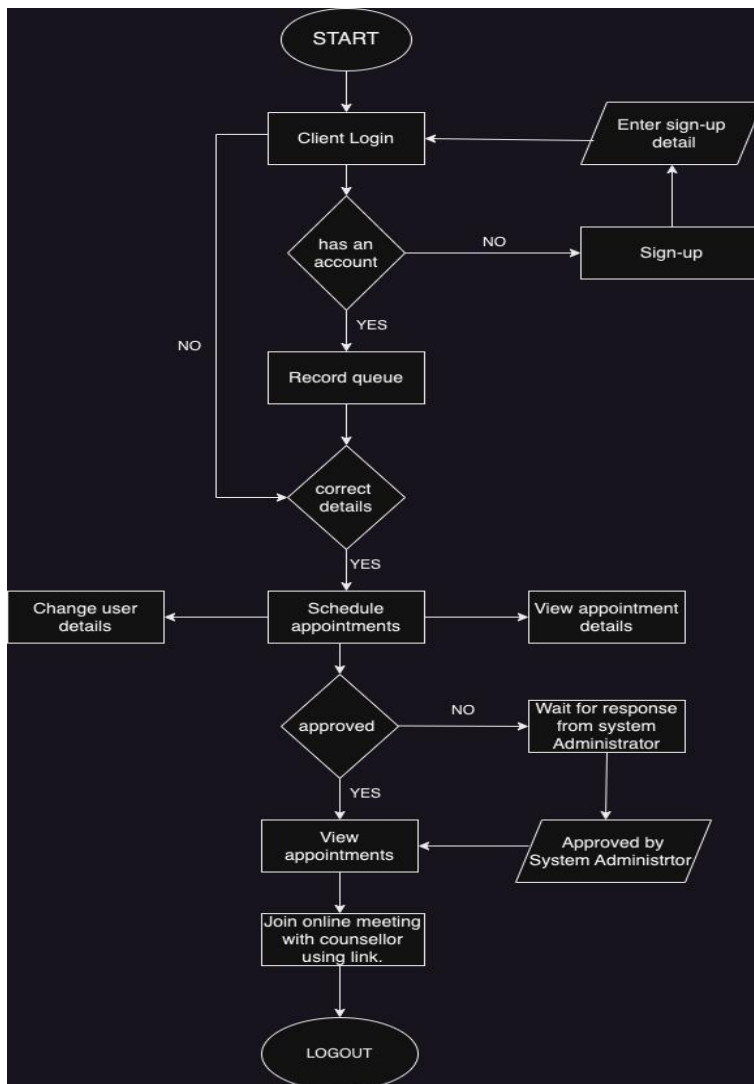 START
Client Login
Enter sign-up
detail
has an
account
NO
Sign-up
YES
NO
Record queue
correct
details
YES
Change user
details
Schedule
appointments
View appointment
details
approved
NO
Wait for response
from system
Administrator
YES
View
appointments
Approved by
System Administrtor
Join online meeting
with counsellor
using link.
LOGOUT